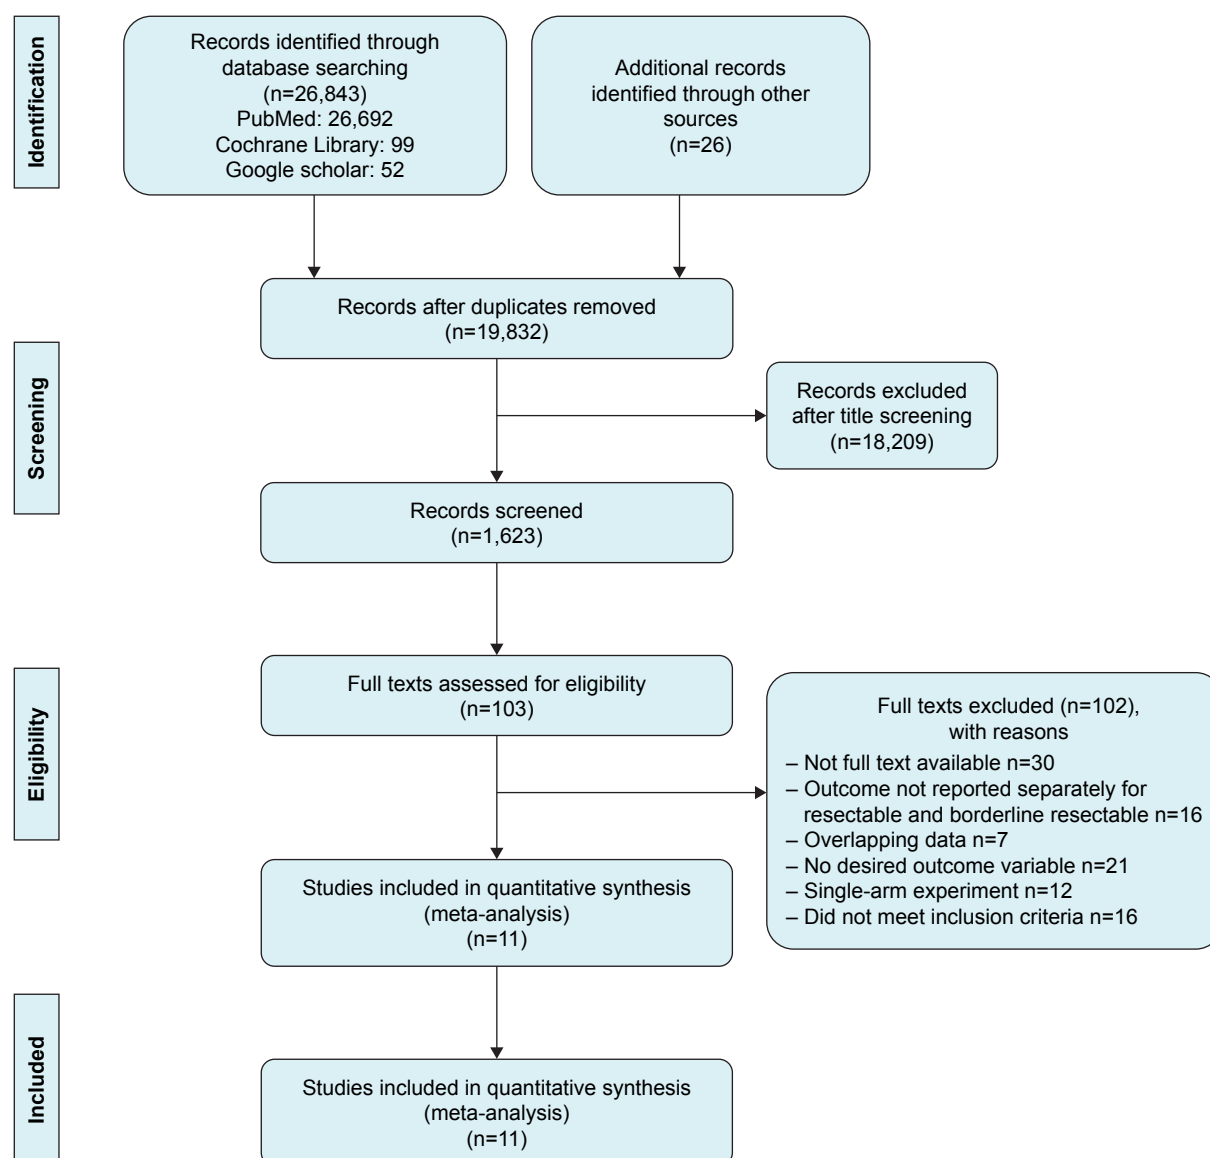 Identification
Records identified through
database searching
(n=26,843)
PubMed: 26,692
Cochrane Library: 99
Google scholar: 52
Additional records
identified through other
sources
(n=26)
Records after duplicates removed
(n=19,832)
Screening
Records excluded
after title screening
(n=18,209)
Records screened
(n=1,623)
Eligibility
Full texts assessed for eligibility
(n=103)
Full texts excluded (n=102),
with reasons
– Not full text available n=30
– Outcome not reported separately for
resectable and borderline resectable n=16
– Overlapping data n=7
– No desired outcome variable n=21
– Single-arm experiment n=12
– Did not meet inclusion criteria n=16
Studies included in quantitative synthesis
(meta-analysis)
(n=11)
Included
Studies included in quantitative synthesis
(meta-analysis)
(n=11)